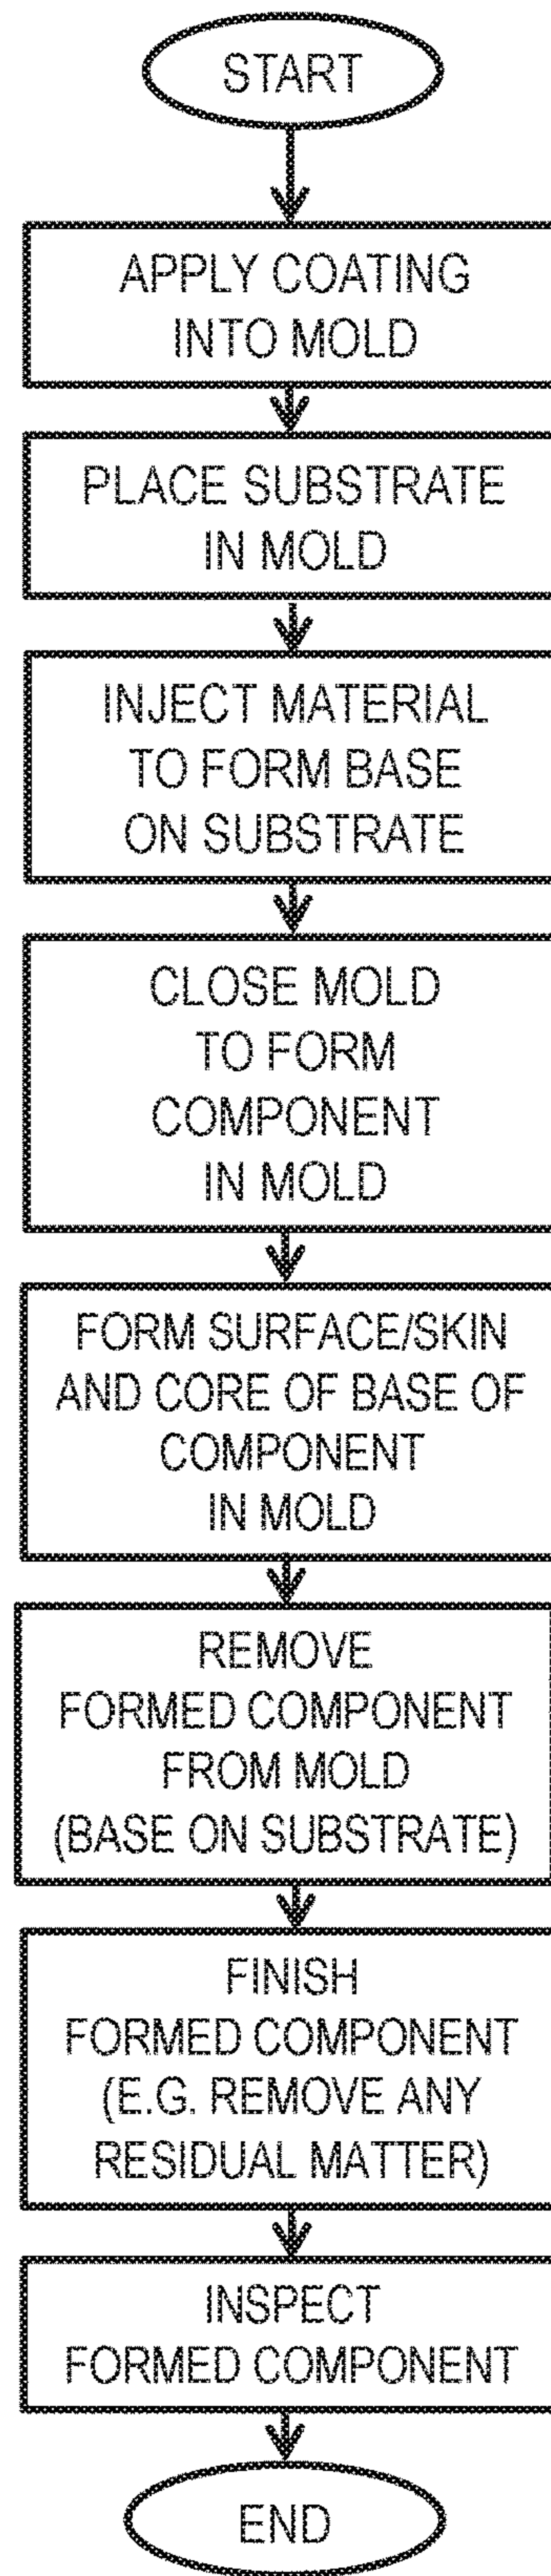 START
APPLY COATING
INTO MOLD
PLACE SUBSTRATE
IN MOLD
INJECT MATERIAL
TO FORM BASE
ON SUBSTRATE
CLOSE MOLD
TO FORM
COMPONENT
IN MOLD
FORM SURFACE/SKIN
AND CORE OF BASE OF
COMPONENT
IN MOLD
REMOVE
FORMED COMPONENT
FROM MOLD
(BASE ON SUBSTRATE)
FINISH
FORMED COMPONENT
(E.G. REMOVE ANY
RESIDUAL MATTER)
INSPECT
FORMED COMPONENT
END